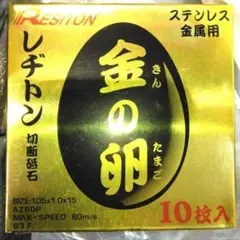 RESITON
ステンレス
金属用
レヂトン
切断砥石
金の卵
きん
たまご
SIZE:105x1.0x15
AZ60P
MAX・SPEED 80m/s
B3.F.
10枚入